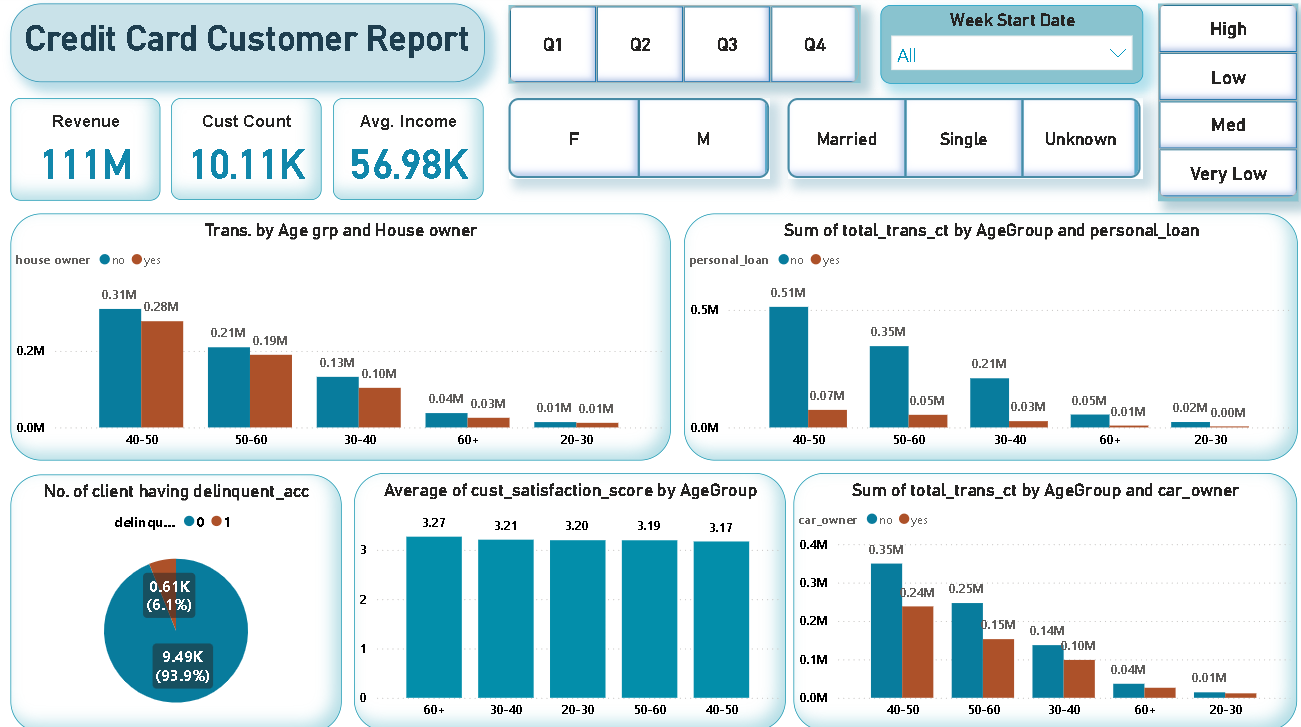 Credit Card Customer Report
Q1 Q2 Q3 Q4
Week Start Date
All
High
Low
Med
Very Low
Revenue
111M
Cust Count
10.11K
Avg. Income
56.98K
F M
Married Single Unknown
Trans. by Age grp and House owner
house owner no yes
0.31M 0.28M
0.21M 0.19M
0.13M 0.10M
0.04M 0.03M
0.01M 0.01M
0.2M
0.0M
40-50 50-60 30-40 60+ 20-30
Sum of total_trans_ct by AgeGroup and personal_loan
personal_loan no yes
0.51M 0.07M
0.35M 0.05M
0.21M 0.03M
0.05M 0.01M
0.02M 0.00M
0.5M
0.0M
40-50 50-60 30-40 60+ 20-30
No. of client having delinquent_acc
delinqu... 0 1
0.61K
(6.1%)
9.49K
(93.9%)
Average of cust_satisfaction_score by AgeGroup
3.27 3.21 3.20 3.19 3.17
3
2
1
0
60+ 30-40 20-30 50-60 40-50
Sum of total_trans_ct by AgeGroup and car_owner
car_owner no yes
0.4M
0.3M
0.2M
0.1M
0.0M
0.35M 0.24M
0.25M 0.15M
0.14M 0.10M
0.04M
0.01M
40-50 50-60 30-40 60+ 20-30